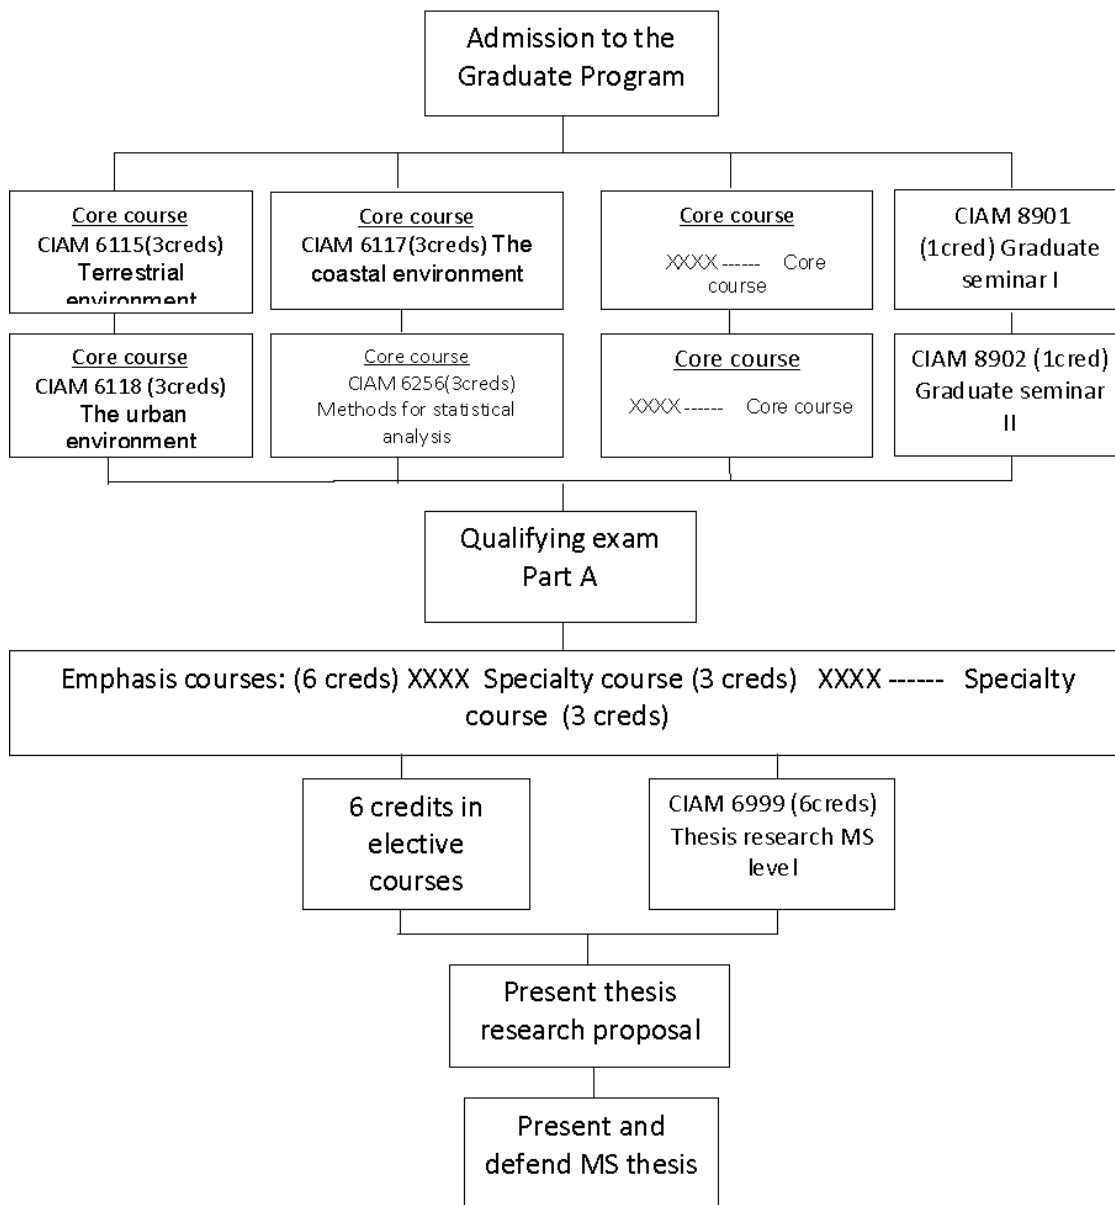 Admission to the
Graduate Program
Core course
CIAM 6115(3creds)
Terrestrial
environment
Core course
CIAM 6117(3creds) The
coastal environment
Core course
XXXX ------ Core
course
CIAM 8901
(1cred) Graduate
seminar I
Core course
CIAM 6118 (3creds)
The urban
environment
Core course
CIAM 6256(3creds)
Methods for statistical
analysis
Core course
XXXX ------ Core course
CIAM 8902 (1cred)
Graduate seminar
II
Qualifying exam
Part A
Emphasis courses: (6 creds) XXXX Specialty course (3 creds) XXXX ------ Specialty
course (3 creds)
6 credits in
elective
courses
CIAM 6999 (6creds)
Thesis research MS
level
Present thesis
research proposal
Present and
defend MS thesis